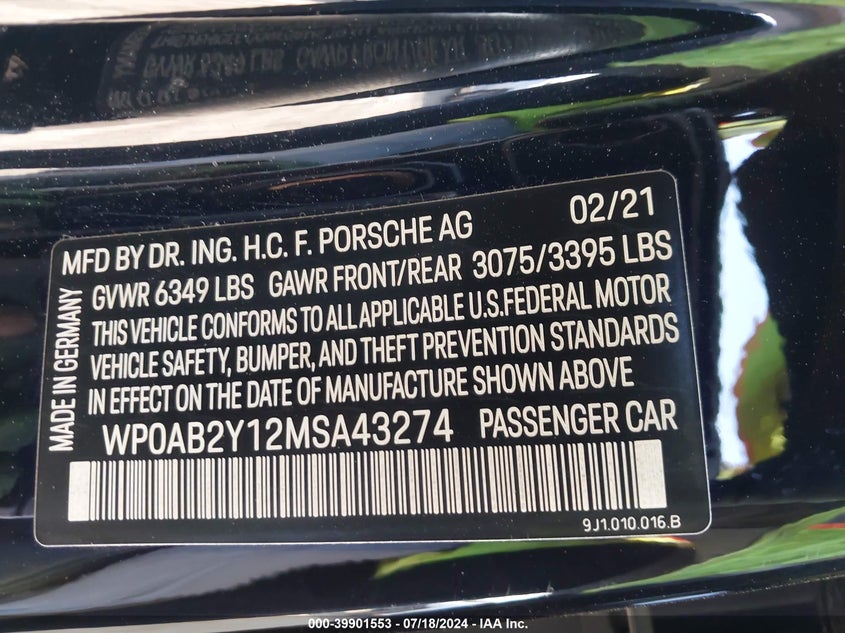 MFD BY DR. ING. H.C. F. PORSCHE AG 02/21
GVWR 6349 LBS GAWR FRONT/REAR 3075/3395 LBS
THIS VEHICLE CONFORMS TO ALL APPLICABLE U.S.FEDERAL MOTOR
VEHICLE SAFETY, BUMPER, AND THEFT PREVENTION STANDARDS
IN EFFECT ON THE DATE OF MANUFACTURE SHOWN ABOVE
WP0AB2Y12MSA43274 PASSENGER CAR
MADE IN GERMANY
9J1.010.016.B
000-39901553 - 07/18/2024 - IAA Inc.